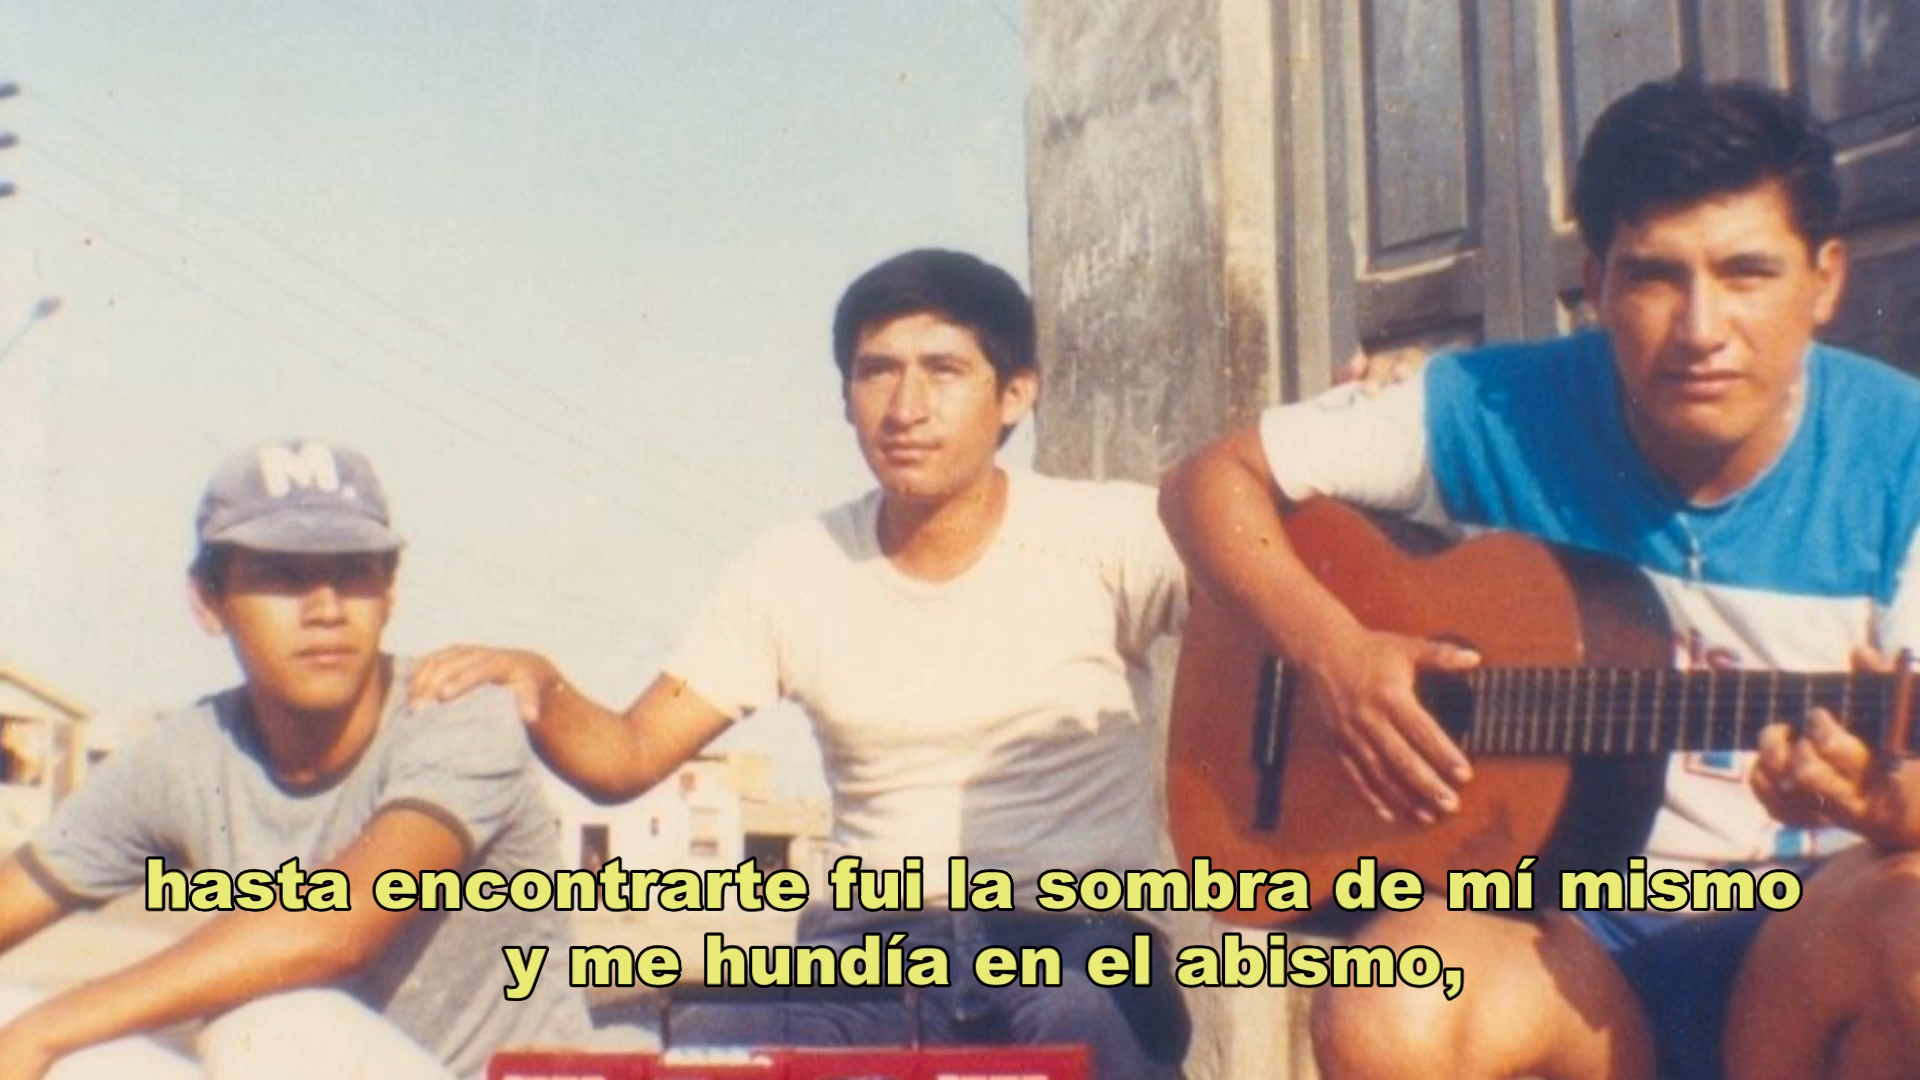 M
hasta encontrarte fui la sombra de mí mismo
y me hundía en el abismo,